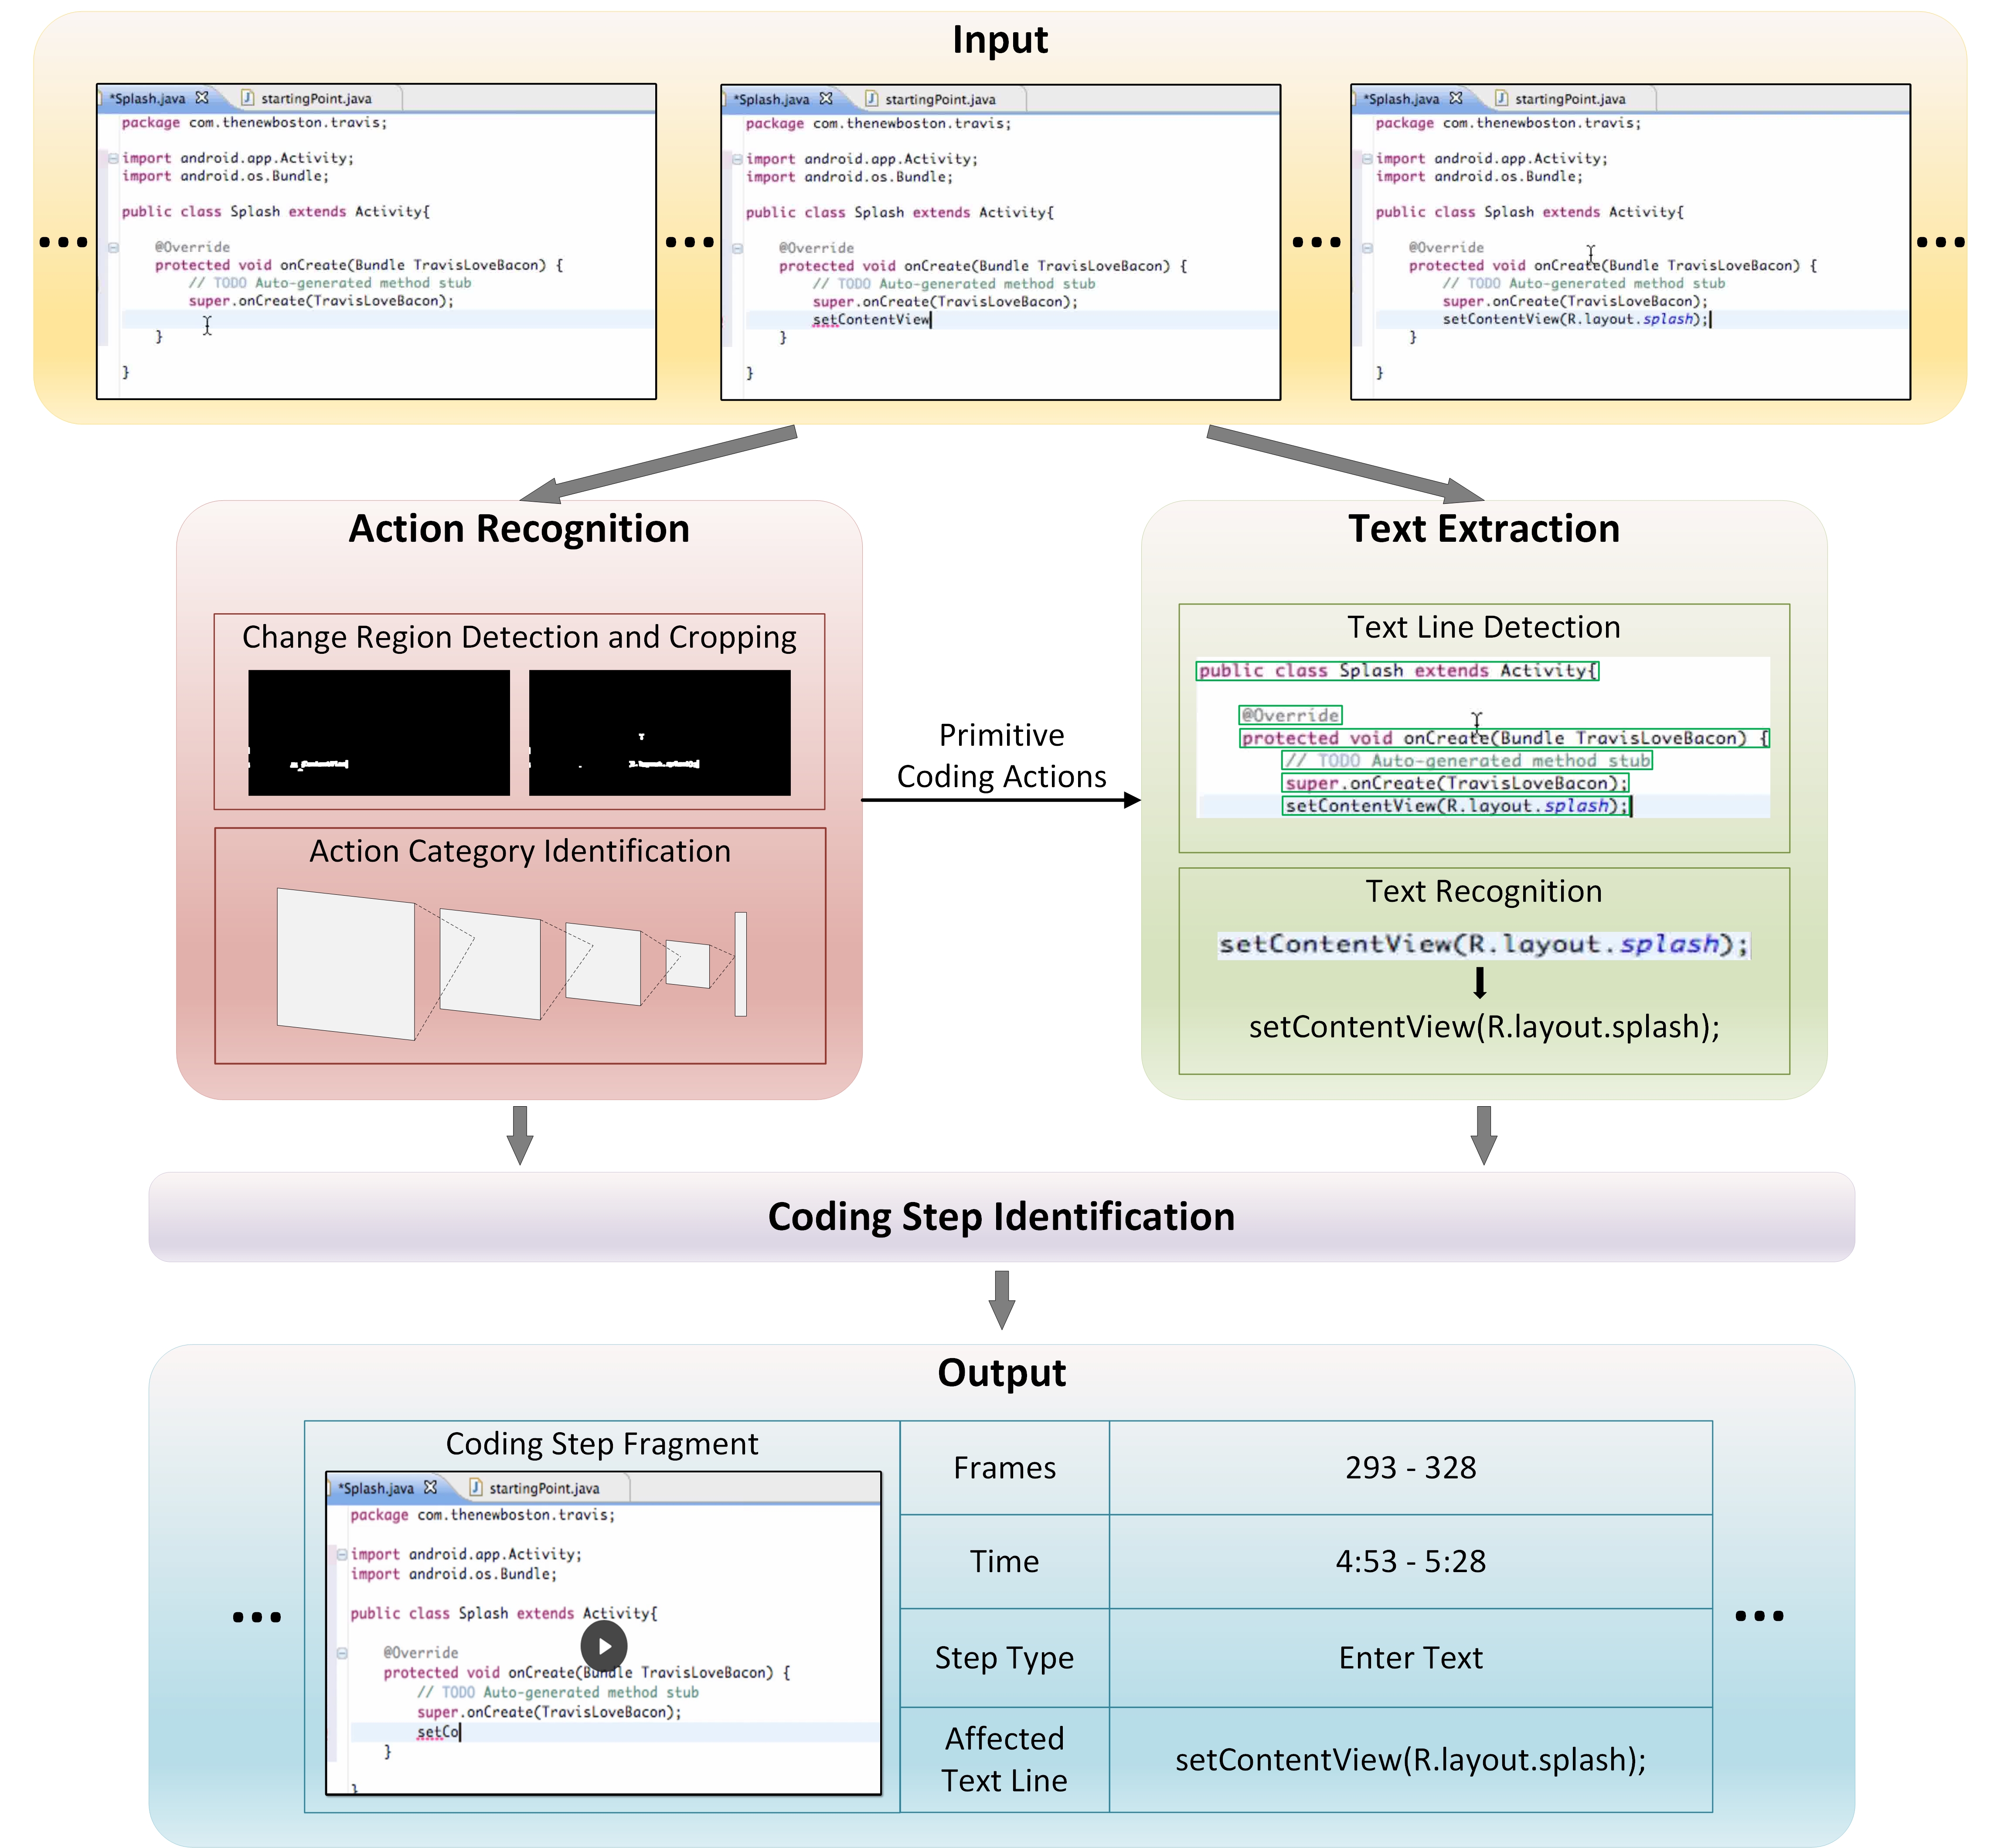 Input
*Splash.java startingPoint.java
package com.thenewboston.travis;
import android.app.Activity;
import android.os.Bundle;
public class Splash extends Activity{
@Override
protected void onCreate(Bundle TravisLoveBacon) {
// TODO Auto-generated method stub
super.onCreate(TravisLoveBacon);
}
}
*Splash.java startingPoint.java
package com.thenewboston.travis;
import android.app.Activity;
import android.os.Bundle;
public class Splash extends Activity{
@Override
protected void onCreate(Bundle TravisLoveBacon) {
// TODO Auto-generated method stub
super.onCreate(TravisLoveBacon);
setContentView
}
}
*Splash.java startingPoint.java
package com.thenewboston.travis;
import android.app.Activity;
import android.os.Bundle;
public class Splash extends Activity{
@Override
protected void onCreate(Bundle TravisLoveBacon) {
// TODO Auto-generated method stub
super.onCreate(TravisLoveBacon);
setContentView(R.layout.splash);
}
}
... ... ... ...
Action Recognition
Change Region Detection and Cropping
Action Category Identification
Primitive
Coding Actions
Text Extraction
Text Line Detection
public class Splash extends Activity{
@Override
protected void onCreate(Bundle TravisLoveBacon) {
// TODO Auto-generated method stub
super.onCreate(TravisLoveBacon);
setContentView(R.layout.splash);
Text Recognition
setContentView(R.layout.splash);
setContentView(R.layout.splash);
Coding Step Identification
Output
Coding Step Fragment
*Splash.java startingPoint.java
package com.thenewboston.travis;
import android.app.Activity;
import android.os.Bundle;
public class Splash extends Activity{
@Override
protected void onCreate(Bundle TravisLoveBacon) {
// TODO Auto-generated method stub
super.onCreate(TravisLoveBacon);
setCo
}
}
Frames 293 - 328
Time 4:53 - 5:28
Step Type Enter Text
Affected
Text Line
setContentView(R.layout.splash);
... ...